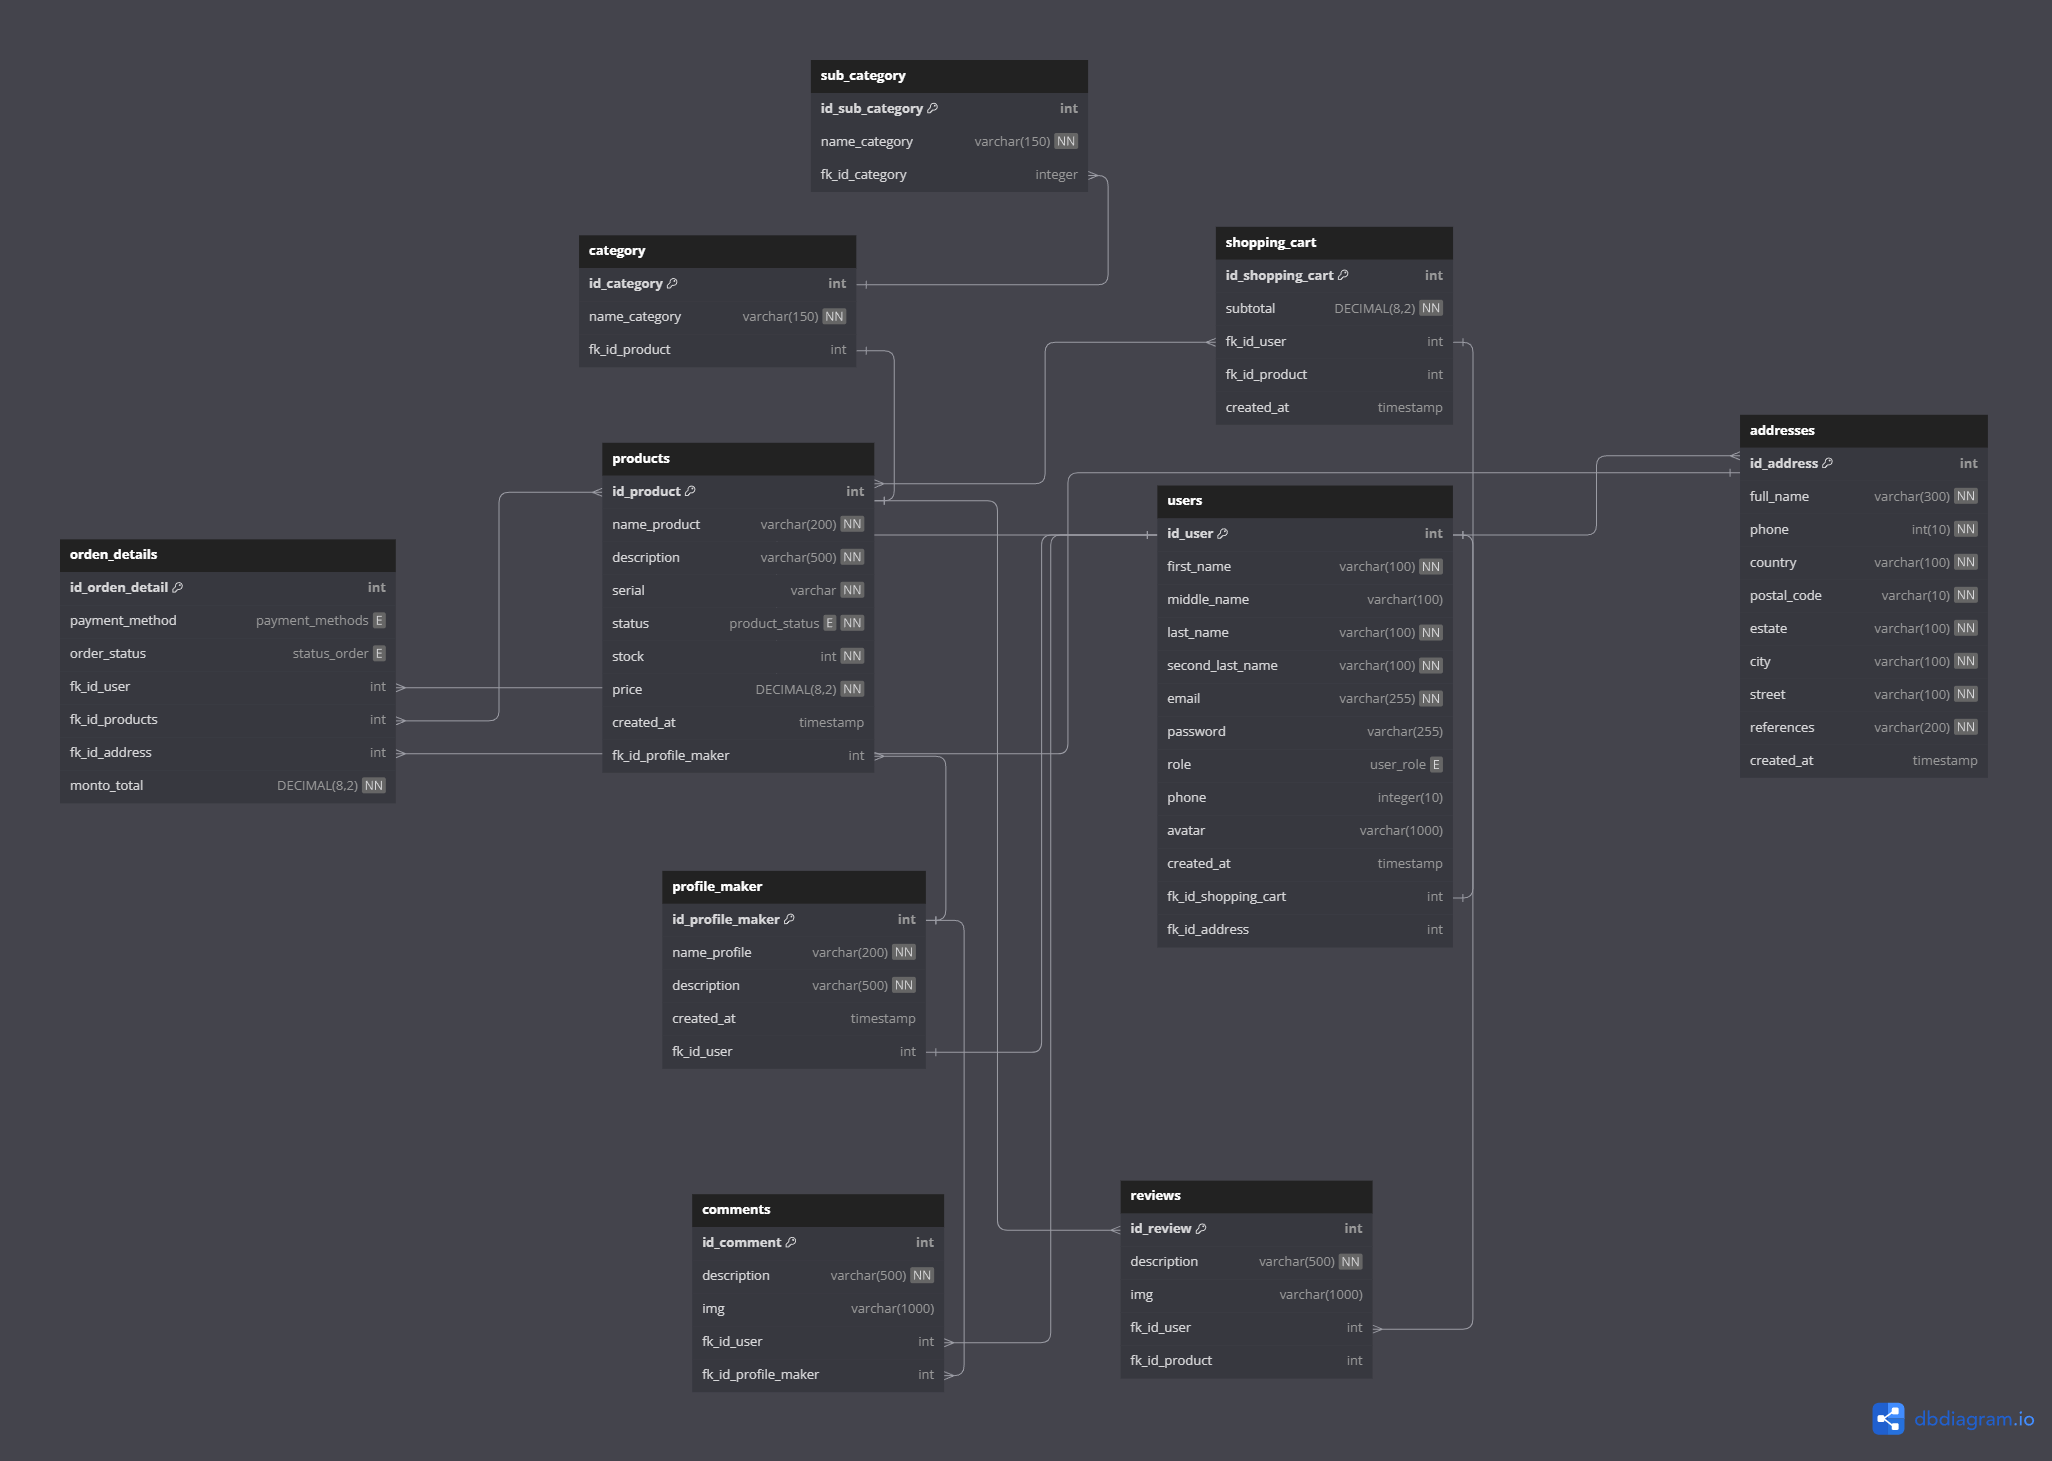 sub_category
id_sub_category int
name_category varchar(150) NN
fk_id_category integer
category
id_category int
name_category varchar(150) NN
fk_id_product int
shopping_cart
id_shopping_cart int
subtotal DECIMAL(8,2) NN
fk_id_user int
fk_id_product int
created_at timestamp
addresses
id_address int
full_name varchar(300) NN
phone int(10) NN
country varchar(100) NN
postal_code varchar(10) NN
estate varchar(100) NN
city varchar(100) NN
street varchar(100) NN
references varchar(200) NN
created_at timestamp
products
id_product int
name_product varchar(200) NN
description varchar(500) NN
serial varchar NN
status product_status E NN
stock int NN
price DECIMAL(8,2) NN
created_at timestamp
fk_id_profile_maker int
users
id_user int
first_name varchar(100) NN
middle_name varchar(100)
last_name varchar(100) NN
second_last_name varchar(100) NN
email varchar(255) NN
password varchar(255)
role user_role E
phone integer(10)
avatar varchar(1000)
created_at timestamp
fk_id_shopping_cart int
fk_id_address int
orden_details
id_orden_detail int
payment_method payment_methods E
order_status status_order E
fk_id_user int
fk_id_products int
fk_id_address int
monto_total DECIMAL(8,2) NN
profile_maker
id_profile_maker int
name_profile varchar(200) NN
description varchar(500) NN
created_at timestamp
fk_id_user int
comments
id_comment int
description varchar(500) NN
img varchar(1000)
fk_id_user int
fk_id_profile_maker int
reviews
id_review int
description varchar(500) NN
img varchar(1000)
fk_id_user int
fk_id_product int
dbdiagram.io